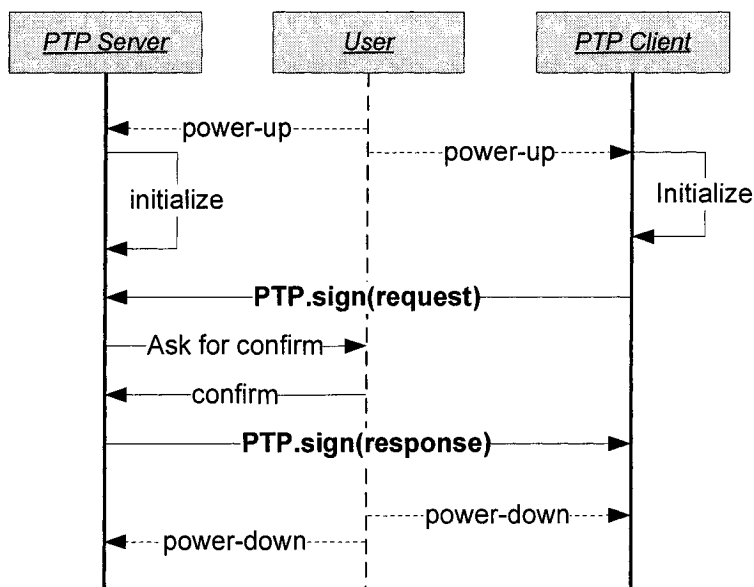 PTP Server
User
PTP Client
power-up
power-up
initialize
Initialize
PTP.sign(request)
Ask for confirm
confirm
PTP.sign(response)
power-down
power-down